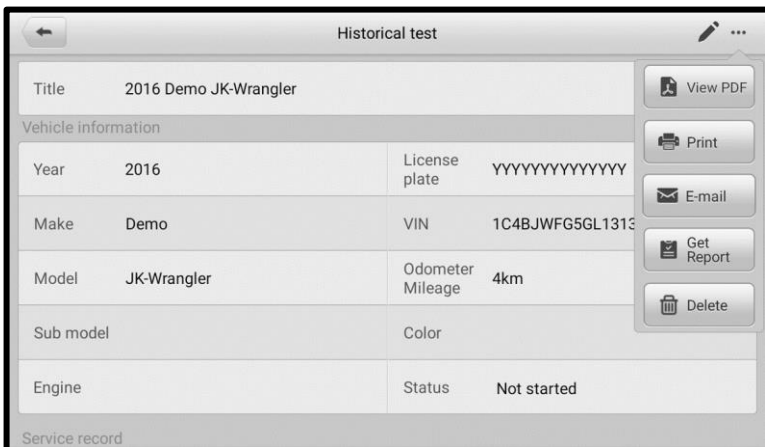 Historical test
Title 2016 Demo JK-Wrangler
View PDF
Vehicle information
Print
Year 2016 License plate YYYYYYYYYYYYYY
E-mail
Make Demo VIN 1C4BJWFG5GL1313
Get Report
Model JK-Wrangler Odometer Mileage 4km
Delete
Sub model Color
Engine Status Not started
Service record